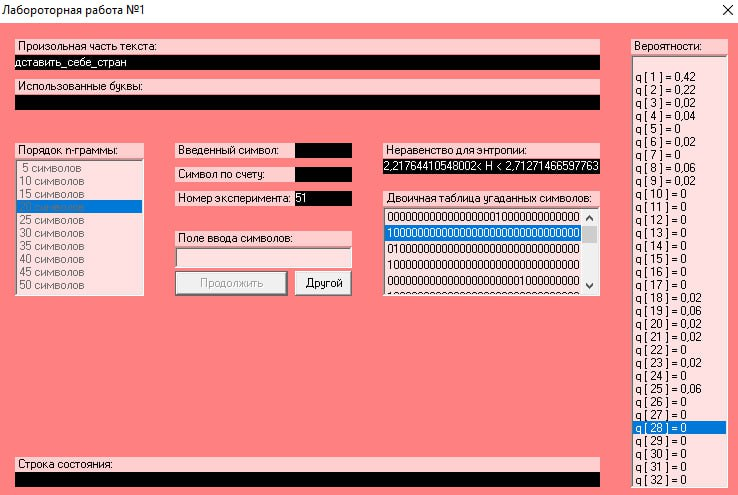 Лабороторная работа №1
Произольная часть текста:
дставить_себе_стран
Использованные буквы:
Порядок n-граммы:
5 символов
10 символов
15 символов
20 символов
25 символов
30 символов
35 символов
40 символов
45 символов
50 символов
Введенный символ:
Символ по счету:
Номер эксперимента: 51
Поле ввода символов:
Продолжить
Другой
Неравенство для энтропии:
2,21764410548002< H < 2,71271466597763
Двоичная таблица угаданных символов:
Строка состояния:
Вероятности:
q [ 1 ] = 0,42
q [ 2 ] = 0,22
q [ 3 ] = 0,02
q [ 4 ] = 0,04
q [ 5 ] = 0
q [ 6 ] = 0,02
q [ 7 ] = 0
q [ 8 ] = 0,06
q [ 9 ] = 0,02
q [ 10 ] = 0
q [ 11 ] = 0
q [ 12 ] = 0
q [ 13 ] = 0
q [ 14 ] = 0
q [ 15 ] = 0
q [ 16 ] = 0
q [ 17 ] = 0
q [ 18 ] = 0,02
q [ 19 ] = 0,06
q [ 20 ] = 0,02
q [ 21 ] = 0,02
q [ 22 ] = 0
q [ 23 ] = 0,02
q [ 24 ] = 0
q [ 25 ] = 0,06
q [ 26 ] = 0
q [ 27 ] = 0
q [ 28 ] = 0
q [ 29 ] = 0
q [ 30 ] = 0
q [ 31 ] = 0
q [ 32 ] = 0